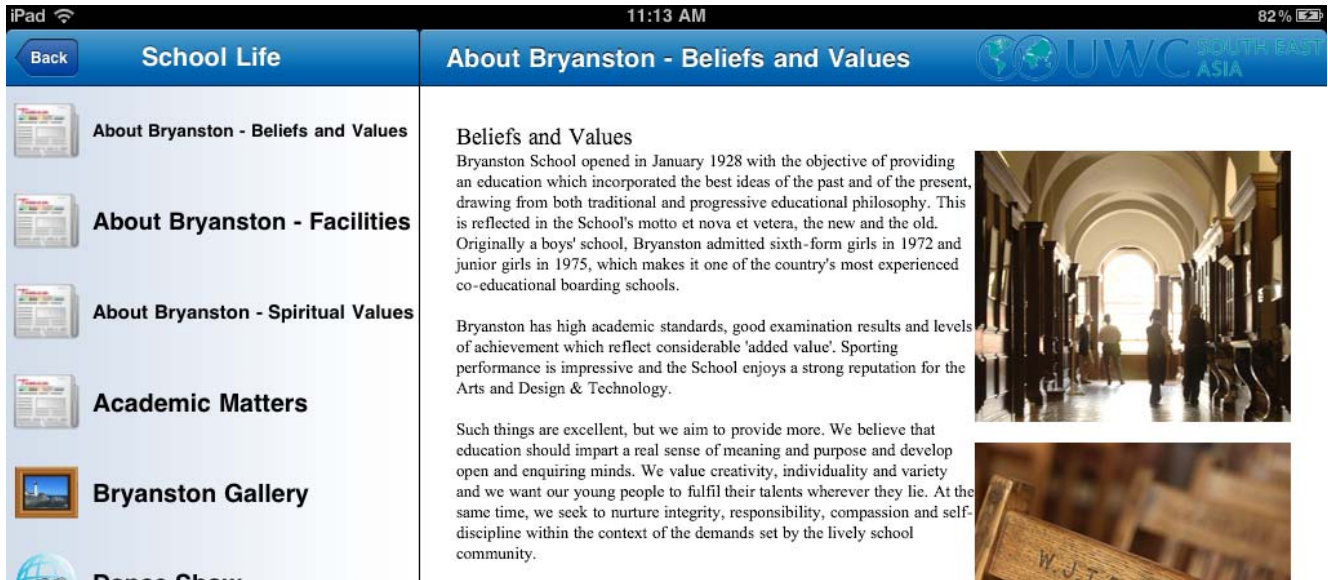 iPad
11:13 AM
82%
Back
School Life
About Bryanston - Beliefs and Values
UWC SOUTH EAST
ASIA
About Bryanston - Beliefs and Values
About Bryanston - Facilities
About Bryanston - Spiritual Values
Academic Matters
Bryanston Gallery
Dance Show
Beliefs and Values
Bryanston School opened in January 1928 with the objective of providing
an education which incorporated the best ideas of the past and of the present,
drawing from both traditional and progressive educational philosophy. This
is reflected in the School's motto et nova et vetera, the new and the old.
Originally a boys' school, Bryanston admitted sixth-form girls in 1972 and
junior girls in 1975, which makes it one of the country's most experienced
co-educational boarding schools.
Bryanston has high academic standards, good examination results and levels
of achievement which reflect considerable 'added value'. Sporting
performance is impressive and the School enjoys a strong reputation for the
Arts and Design & Technology.
Such things are excellent, but we aim to provide more. We believe that
education should impart a real sense of meaning and purpose and develop
open and enquiring minds. We value creativity, individuality and variety
and we want our young people to fulfil their talents wherever they lie. At the
same time, we seek to nurture integrity, responsibility, compassion and self-
discipline within the context of the demands set by the lively school
community.